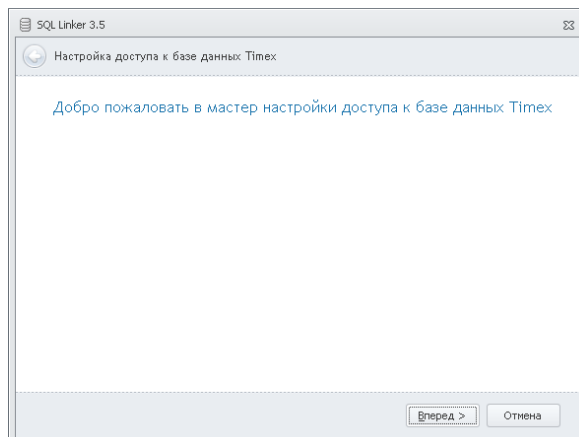 SQL Linker 3.5
Настройка доступа к базе данных Timex
Добро пожаловать в мастер настройки доступа к базе данных Timex
Вперед >
Отмена